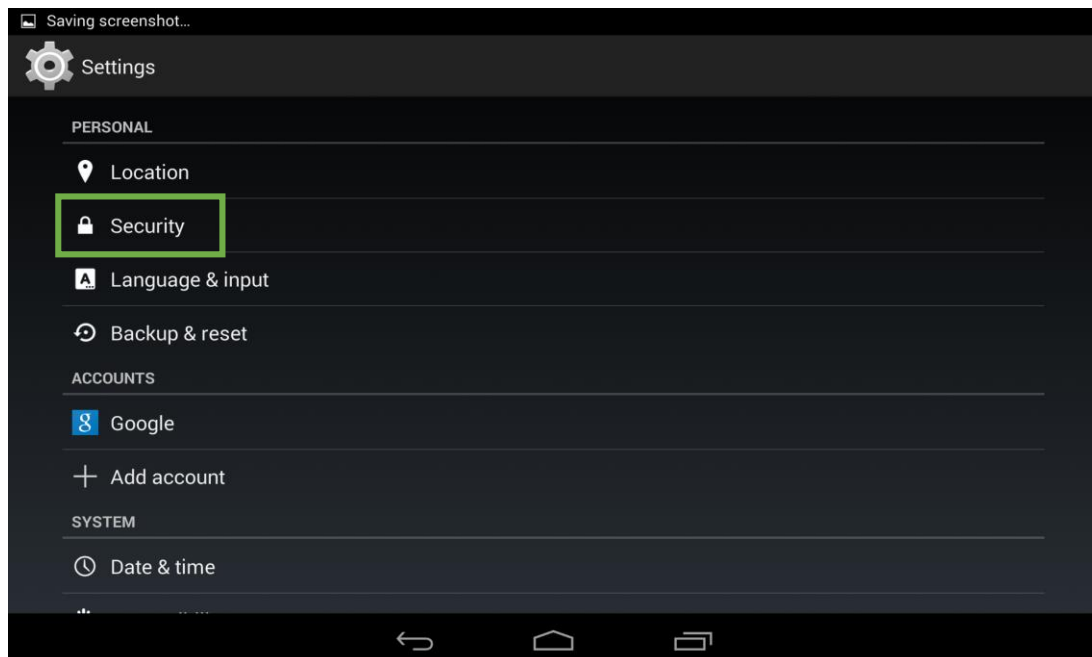 Saving screenshot...
Settings
PERSONAL
Location
Security
Language & input
Backup & reset
ACCOUNTS
Google
Add account
SYSTEM
Date & time